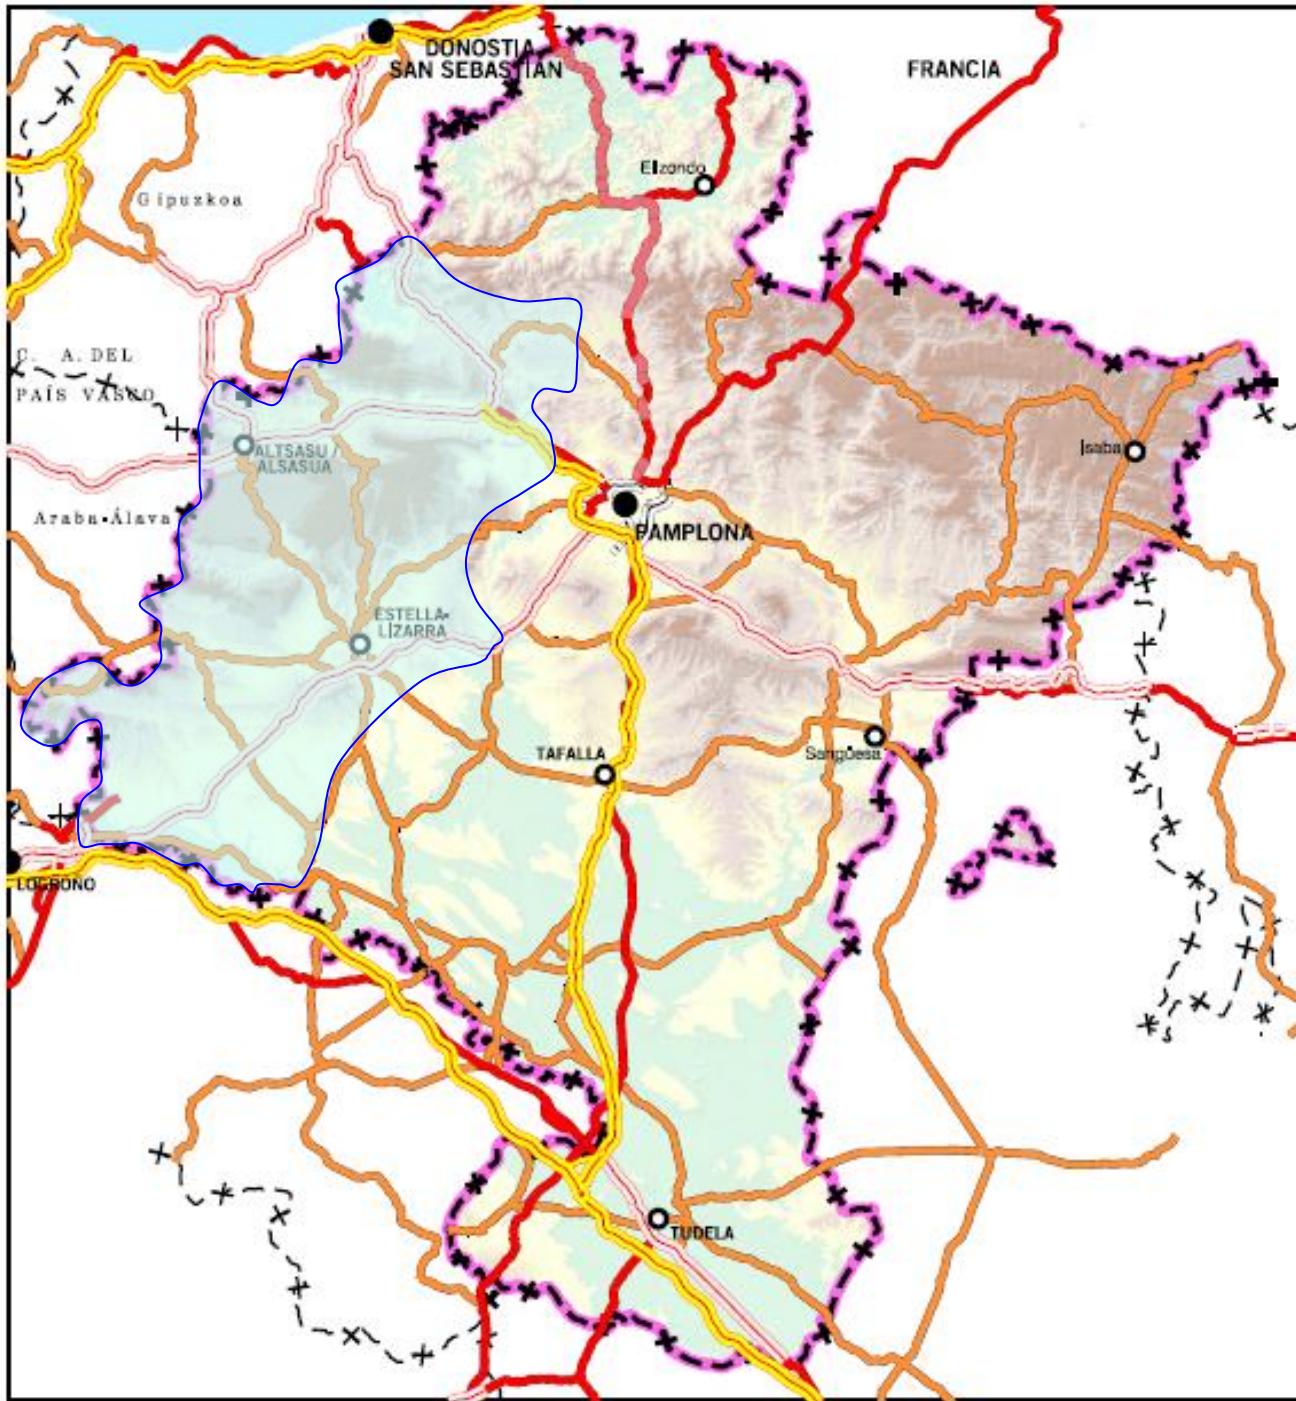 DONOSTIA
SAN SEBASTIÁN
FRANCIA
Elizondo
Gipuzkoa
C. A. DEL
PAÍS VASCO
ALTSASU /
ALSASUA
Isaba
Araba-Álava
PAMPLONA
ESTELLA-
LIZARRA
TAFALLA
Sangüesa
LOGROÑO
TUDELA